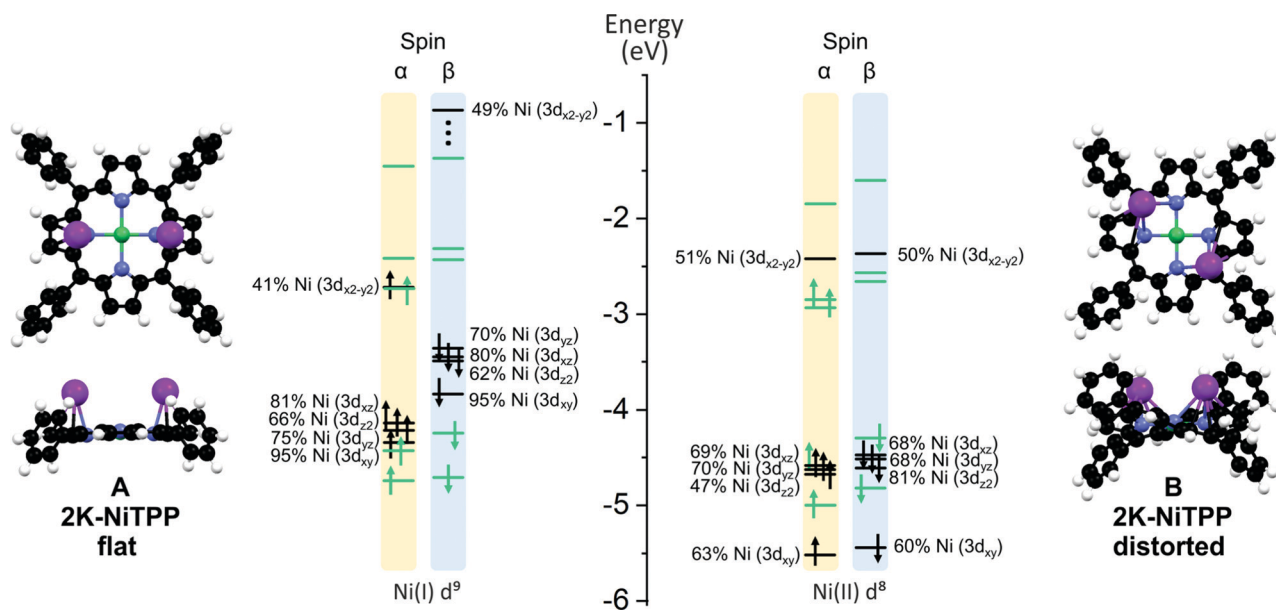 Energy
(eV)
Spin
α β
Spin
α β
49% Ni (3dx2-y2)
41% Ni (3dx2-y2)
70% Ni (3dyz)
80% Ni (3dxz)
62% Ni (3dz2)
95% Ni (3dxy)
81% Ni (3dxz)
66% Ni (3dz2)
75% Ni (3dyz)
95% Ni (3dxy)
Ni(I) d⁹
-1
-2
-3
-4
-5
-6
51% Ni (3dx2-y2)
50% Ni (3dx2-y2)
69% Ni (3dxz)
70% Ni (3dyz)
47% Ni (3dz2)
63% Ni (3dxy)
68% Ni (3dxz)
68% Ni (3dyz)
81% Ni (3dz2)
60% Ni (3dxy)
Ni(II) d⁸
A
2K-NiTPP
flat
B
2K-NiTPP
distorted